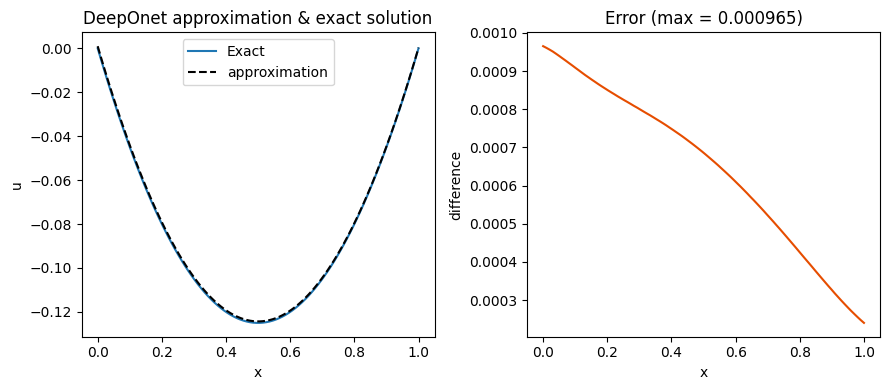 DeepOnet approximation & exact solution
Exact
approximation
0.00
−0.02
−0.04
−0.06
−0.08
−0.10
−0.12
u
0.0 0.2 0.4 0.6 0.8 1.0
x
Error (max = 0.000965)
0.0010
0.0009
0.0008
0.0007
0.0006
0.0005
0.0004
0.0003
difference
0.0 0.2 0.4 0.6 0.8 1.0
x